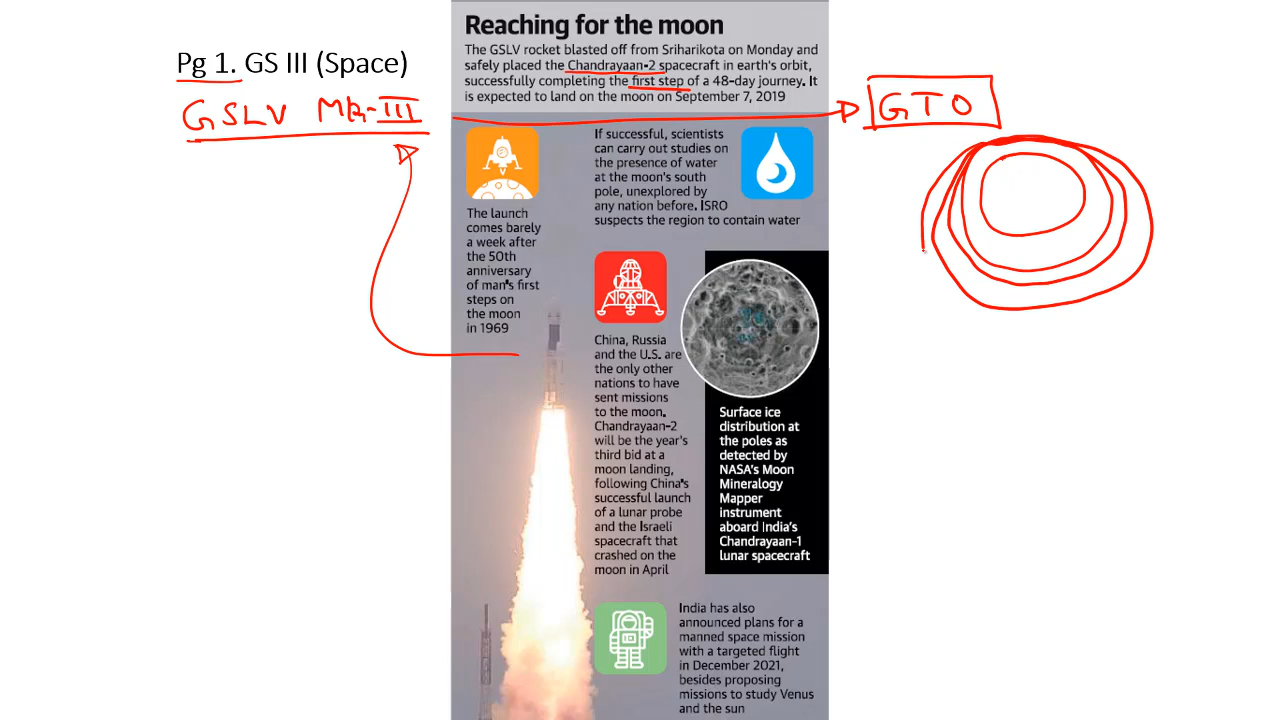 Reaching for the moon
The GSLV rocket blasted off from Sriharikota on Monday and
safely placed the Chandrayaan-2 spacecraft in earth's orbit,
successfully completing the first step of a 48-day journey. It
is expected to land on the moon on September 7, 2019
Pg 1. GS III (Space)
GSLV Mk-III
GTO
The launch
comes barely
a week after
the 50th
anniversary
of man's first
steps on
the moon
in 1969
If successful, scientists
can carry out studies on
the presence of water
at the moon's south
pole, unexplored by
any nation before. ISRO
suspects the region to contain water
China, Russia
and the U.S. are
the only other
nations to have
sent missions
to the moon.
Chandrayaan-2
will be the year's
third bid at a
moon landing,
following China's
successful launch
of a lunar probe
and the Israeli
spacecraft that
crashed on the
moon in April
Surface ice
distribution at
the poles as
detected by
NASA's Moon
Mineralogy
Mapper
instrument
aboard India's
Chandrayaan-1
lunar spacecraft
India has also
announced plans for a
manned space mission
with a targeted flight
in December 2021,
besides proposing
missions to study Venus
and the sun